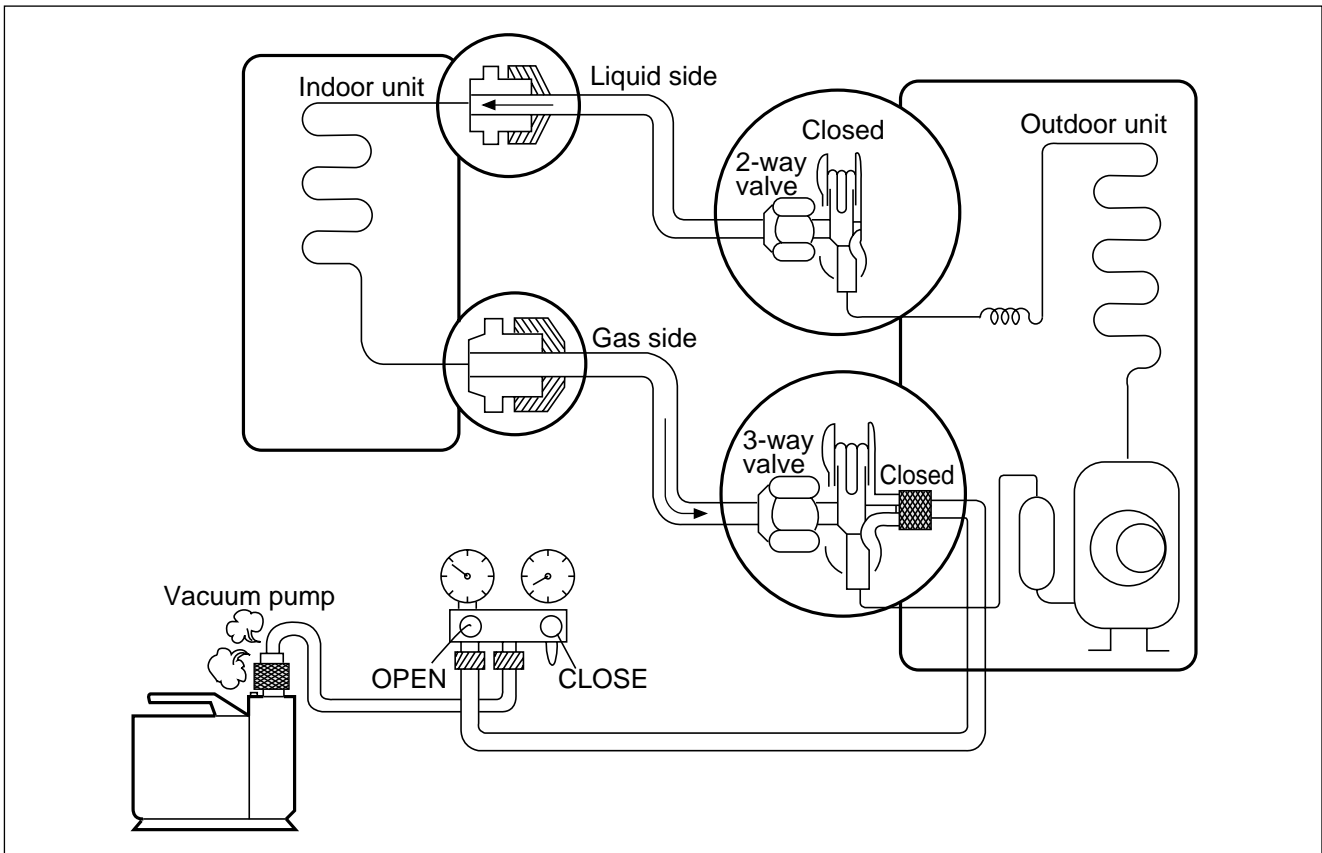 Indoor unit
Liquid side
Closed
2-way
valve
Outdoor unit
Gas side
3-way
valve
Closed
Vacuum pump
OPEN
CLOSE